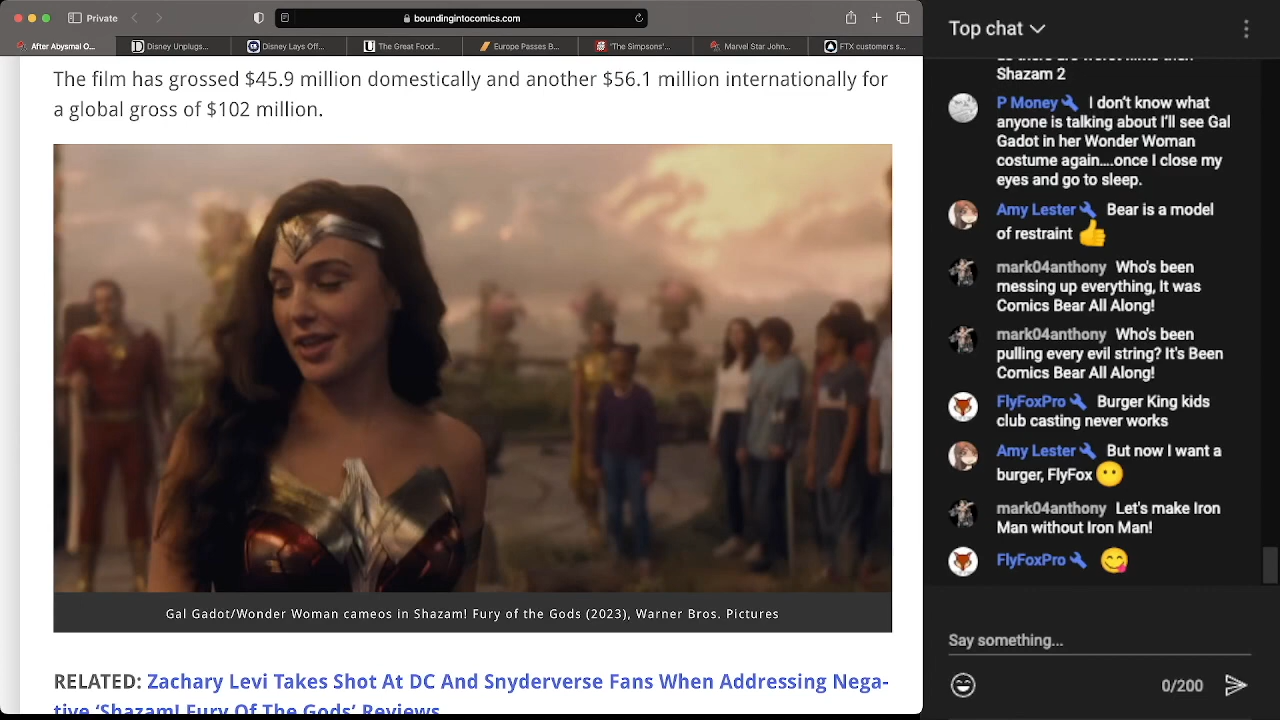 Private
boundingintocomics.com
After Abysmal O...
Disney Unplugs...
Disney Lays Off...
The Great Food...
Europe Passes B...
'The Simpsons'...
Marvel Star John...
FTX customers s...
The film has grossed $45.9 million domestically and another $56.1 million internationally for
a global gross of $102 million.
Gal Gadot/Wonder Woman cameos in Shazam! Fury of the Gods (2023), Warner Bros. Pictures
RELATED: Zachary Levi Takes Shot At DC And Snyderverse Fans When Addressing Nega-
tive 'Shazam! Fury Of The Gods' Reviews
Top chat
Shazam 2
P Money I don't know what
anyone is talking about I'll see Gal
Gadot in her Wonder Woman
costume again....once I close my
eyes and go to sleep.
Amy Lester Bear is a model
of restraint
mark04anthony Who's been
messing up everything, It was
Comics Bear All Along!
mark04anthony Who's been
pulling every evil string? It's Been
Comics Bear All Along!
FlyFoxPro Burger King kids
club casting never works
Amy Lester But now I want a
burger, FlyFox
mark04anthony Let's make Iron
Man without Iron Man!
FlyFoxPro
Say something...
0/200